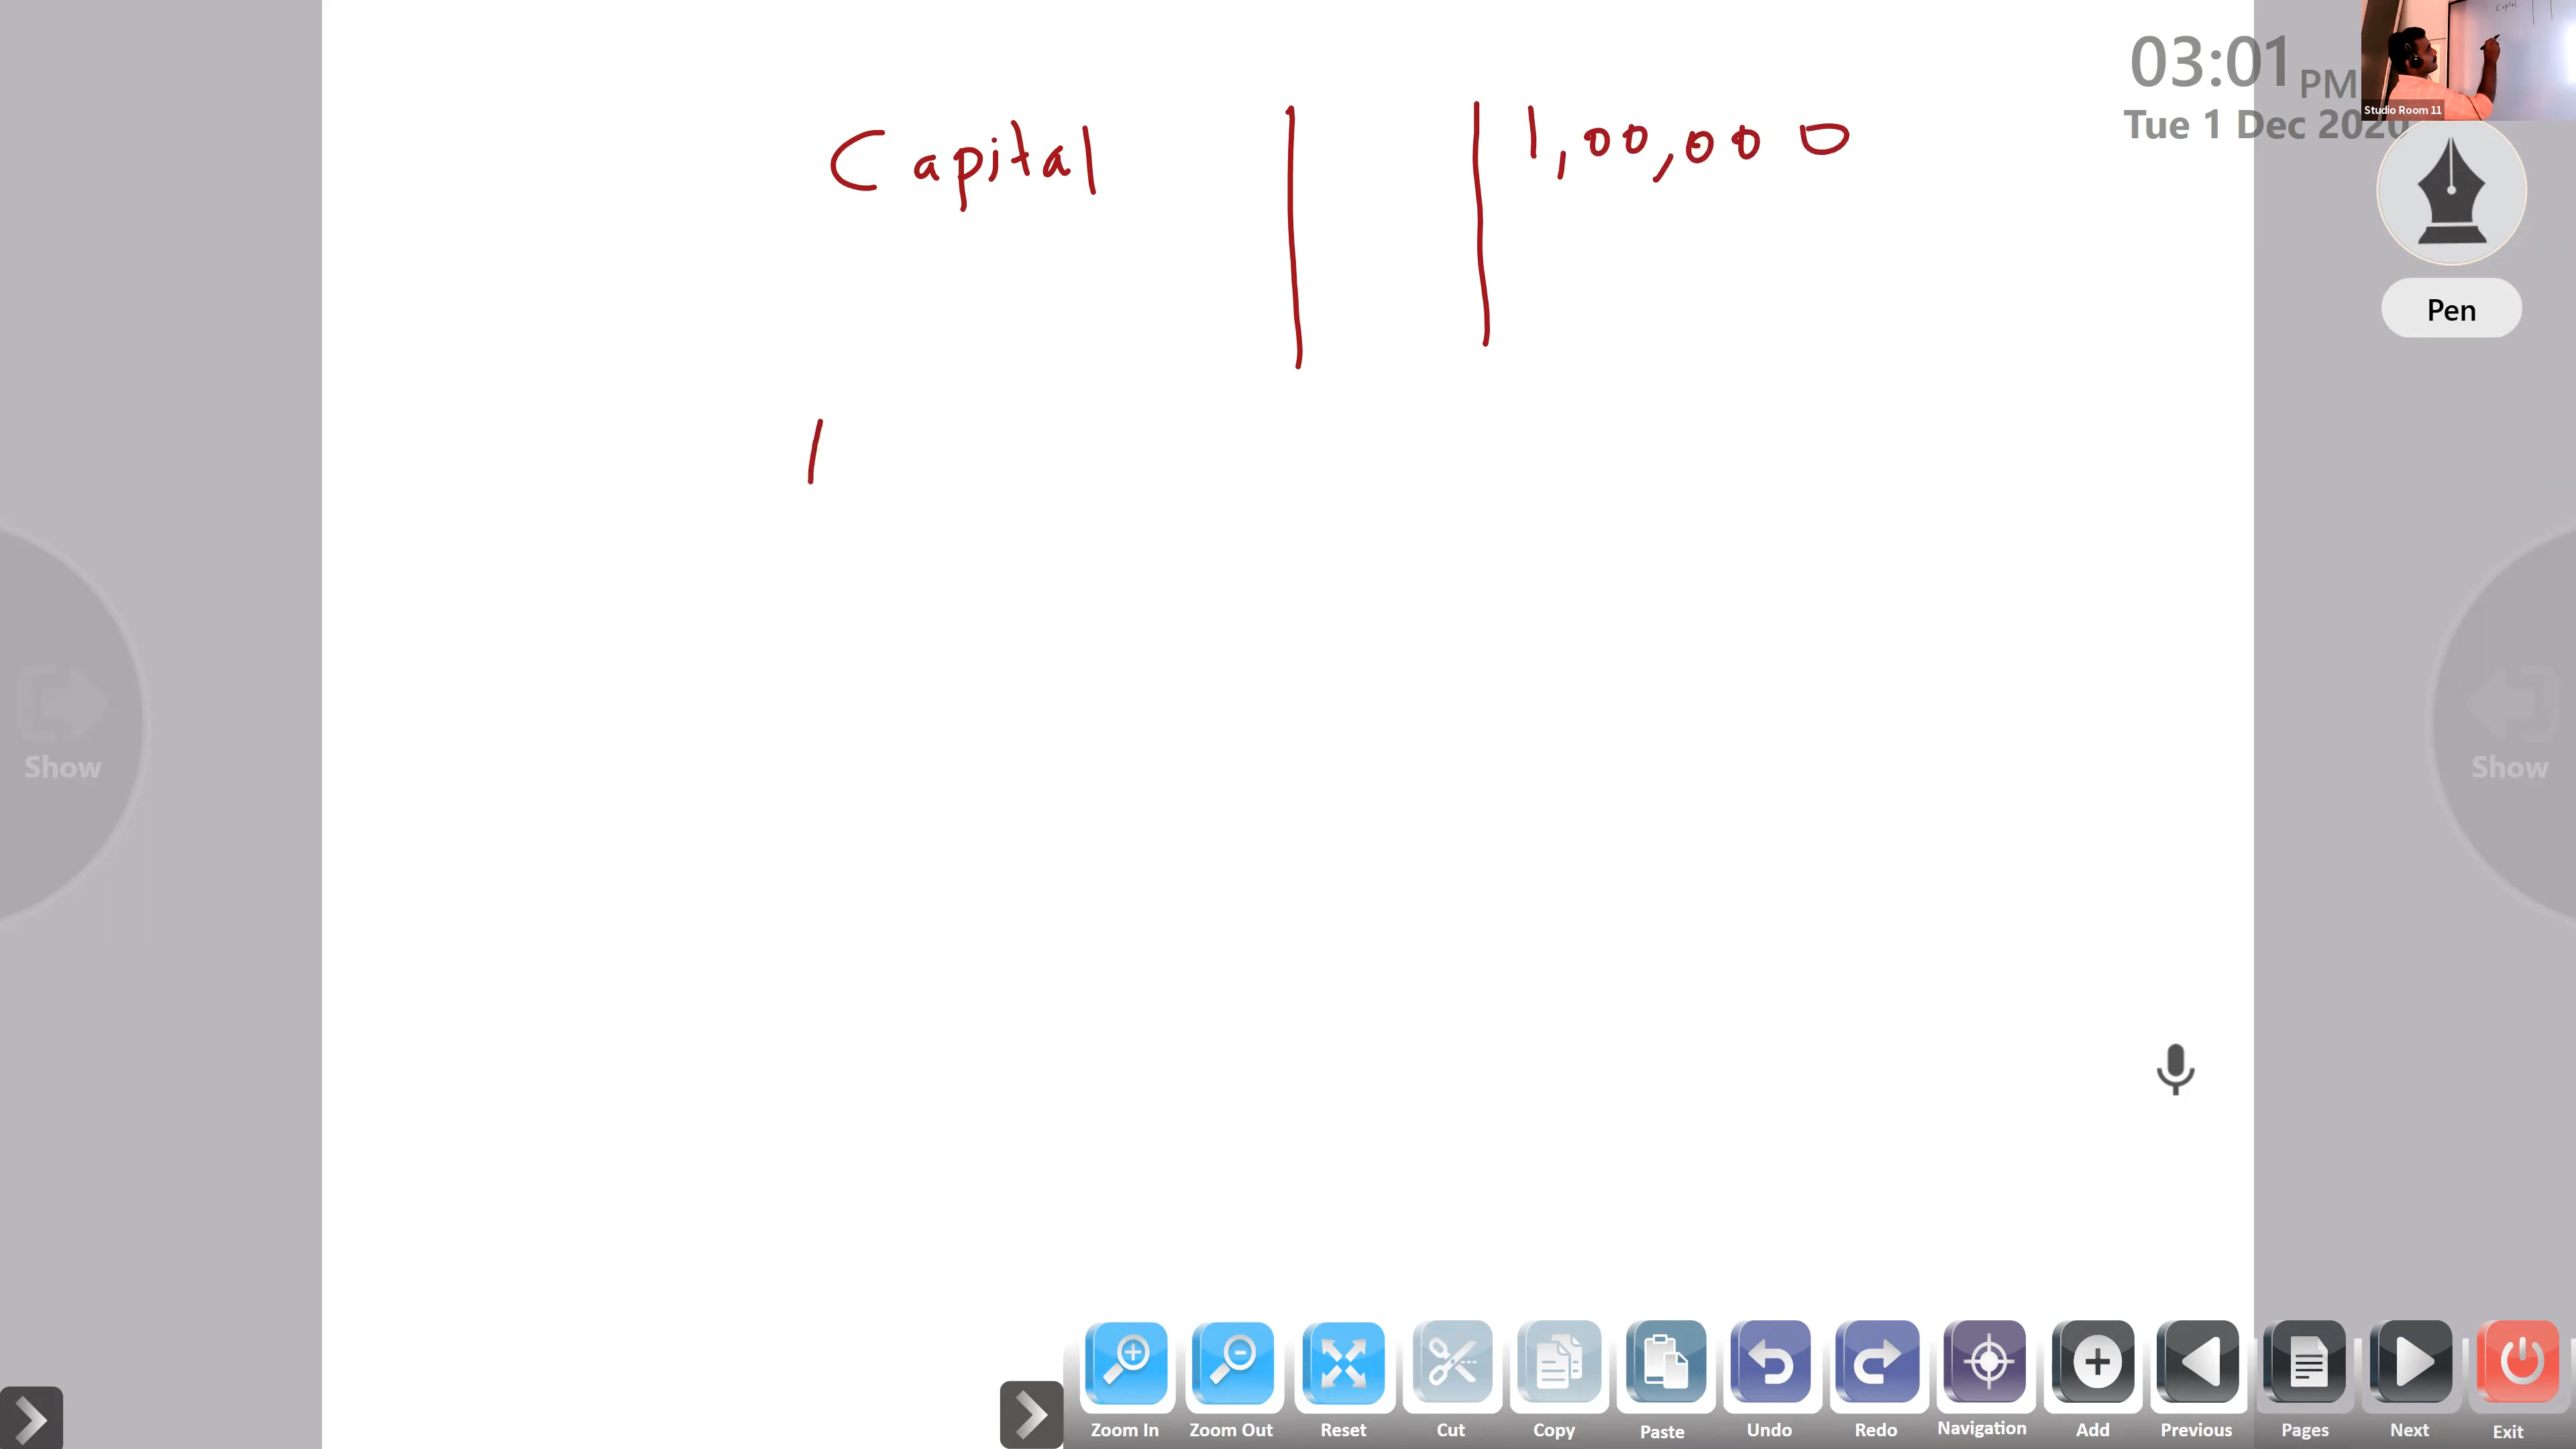 Capital 1,00,000
03:01 PM
Tue 1 Dec 2020
Studio Room 11
Capital
Pen
Show
Show
Zoom In Zoom Out Reset Cut Copy Paste Undo Redo Navigation Add Previous Pages Next Exit